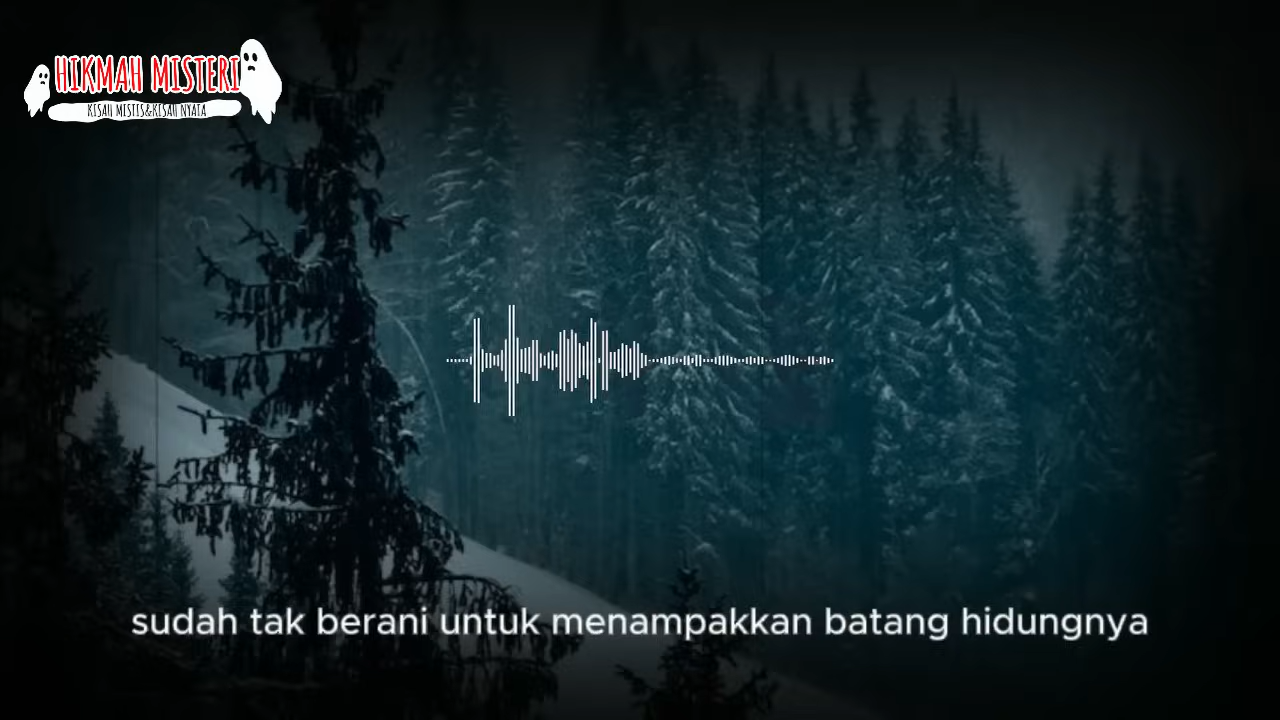 HIKMAH MISTERI
KISAH MISTIS&KISAH NYATA
sudah tak berani untuk menampakkan batang hidungnya